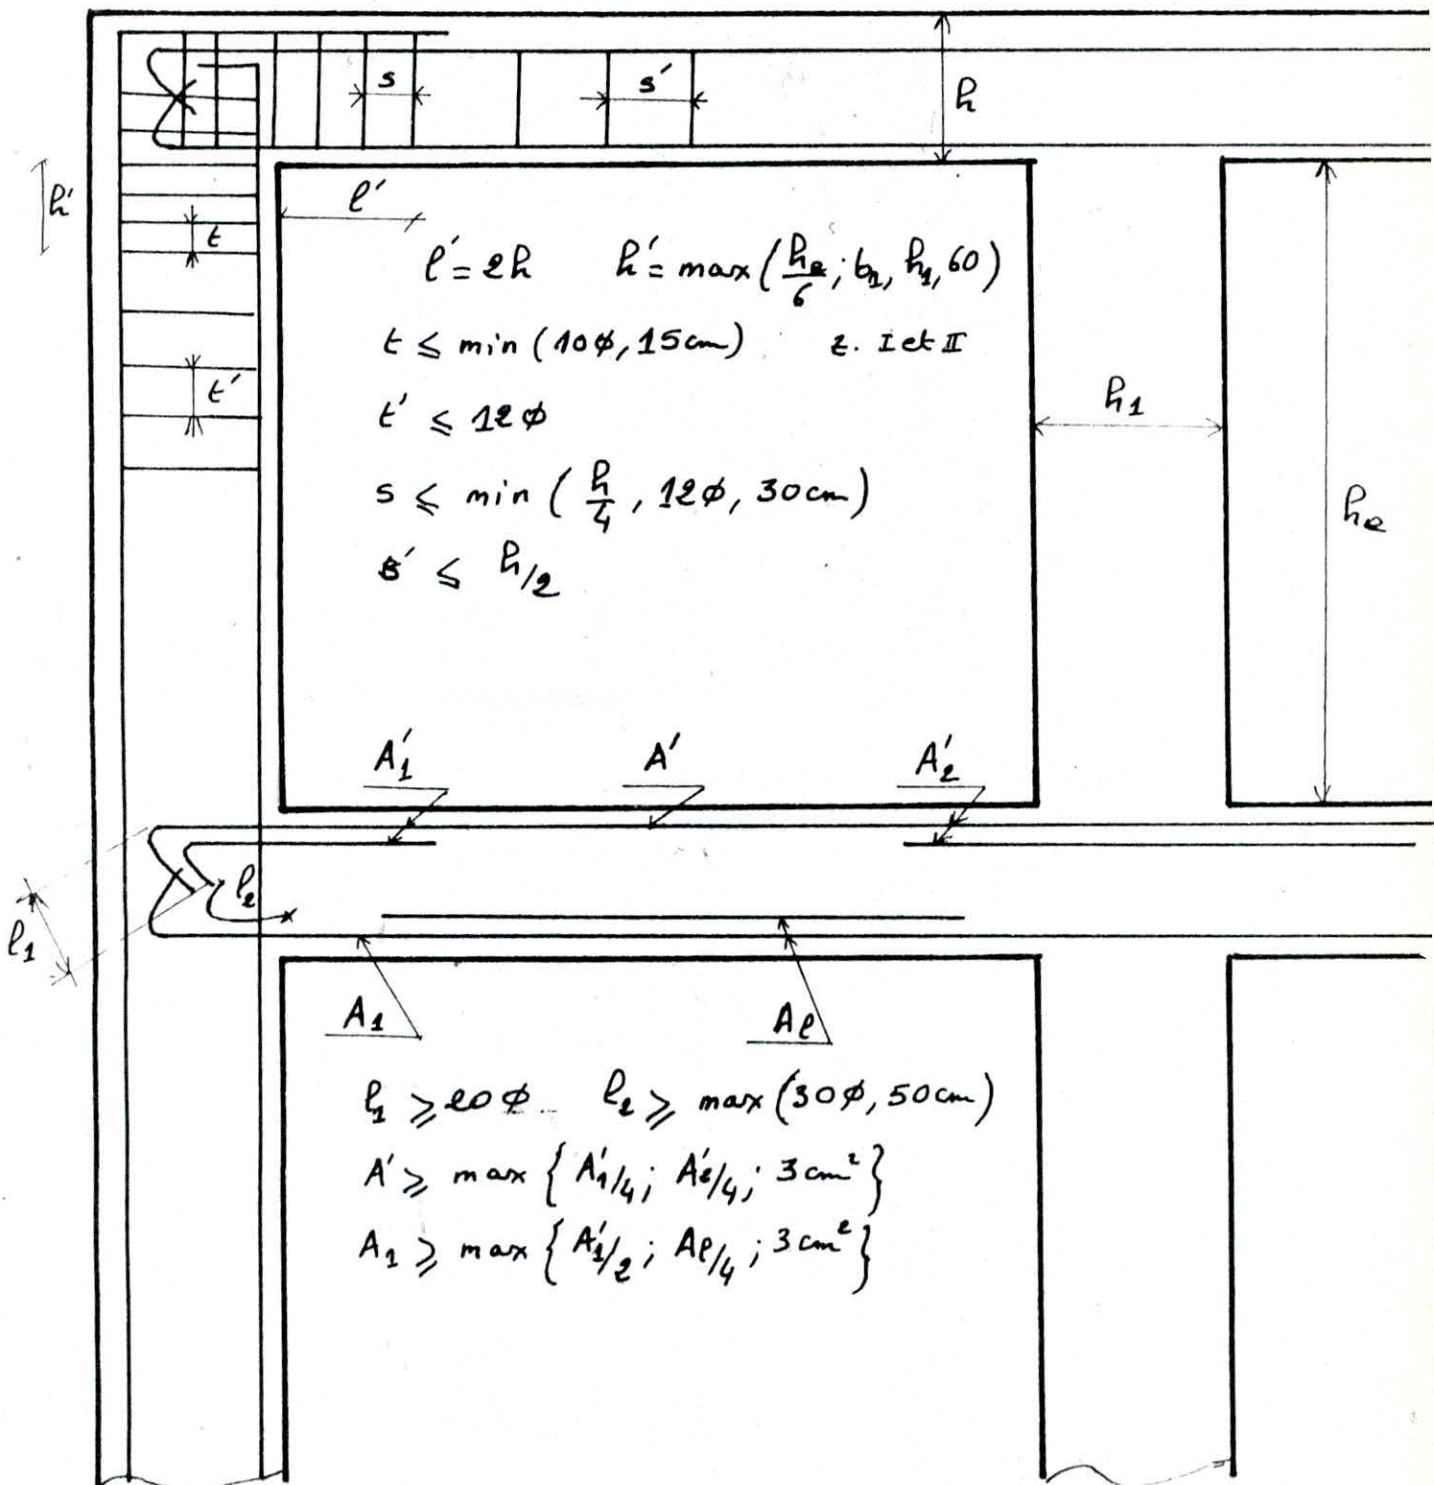 s
s′
h
h′
l′
t
l′ = 2h h′ = max(he/6; b1, h1, 60)
t ≤ min(10ϕ, 15cm) z. I et II
t′
h1
t′ ≤ 12ϕ
s ≤ min(h/4, 12ϕ, 30cm)
he
s′ ≤ h/2
A′1 A′ A′2
l2
l1
A1 Al
l1 ≥ 20ϕ l2 ≥ max(30ϕ, 50cm)
A′ ≥ max{A′1/4; A′2/4; 3cm²}
A1 ≥ max{A′1/2; Al/4; 3cm²}